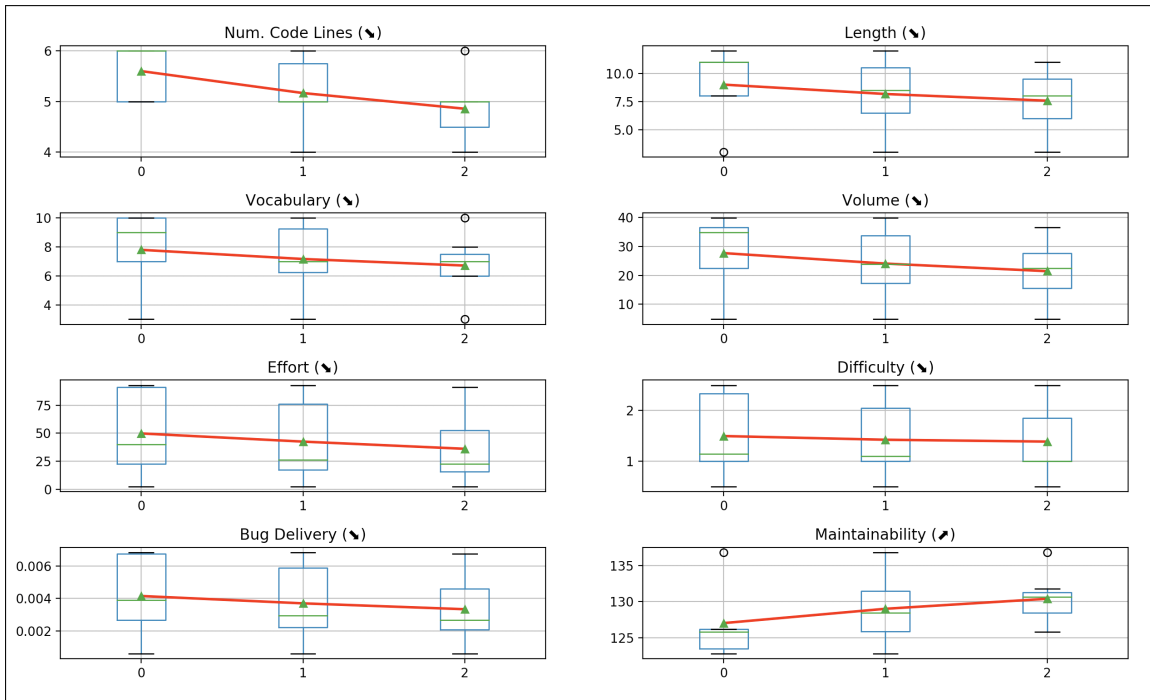 Num. Code Lines (⬊)
6
5
4
0 1 2
Length (⬊)
10.0
7.5
5.0
0 1 2
Vocabulary (⬊)
10
8
6
4
0 1 2
Volume (⬊)
40
30
20
10
0 1 2
Effort (⬊)
75
50
25
0
0 1 2
Difficulty (⬊)
2
1
0 1 2
Bug Delivery (⬊)
0.006
0.004
0.002
0 1 2
Maintainability (⬈)
135
130
125
0 1 2